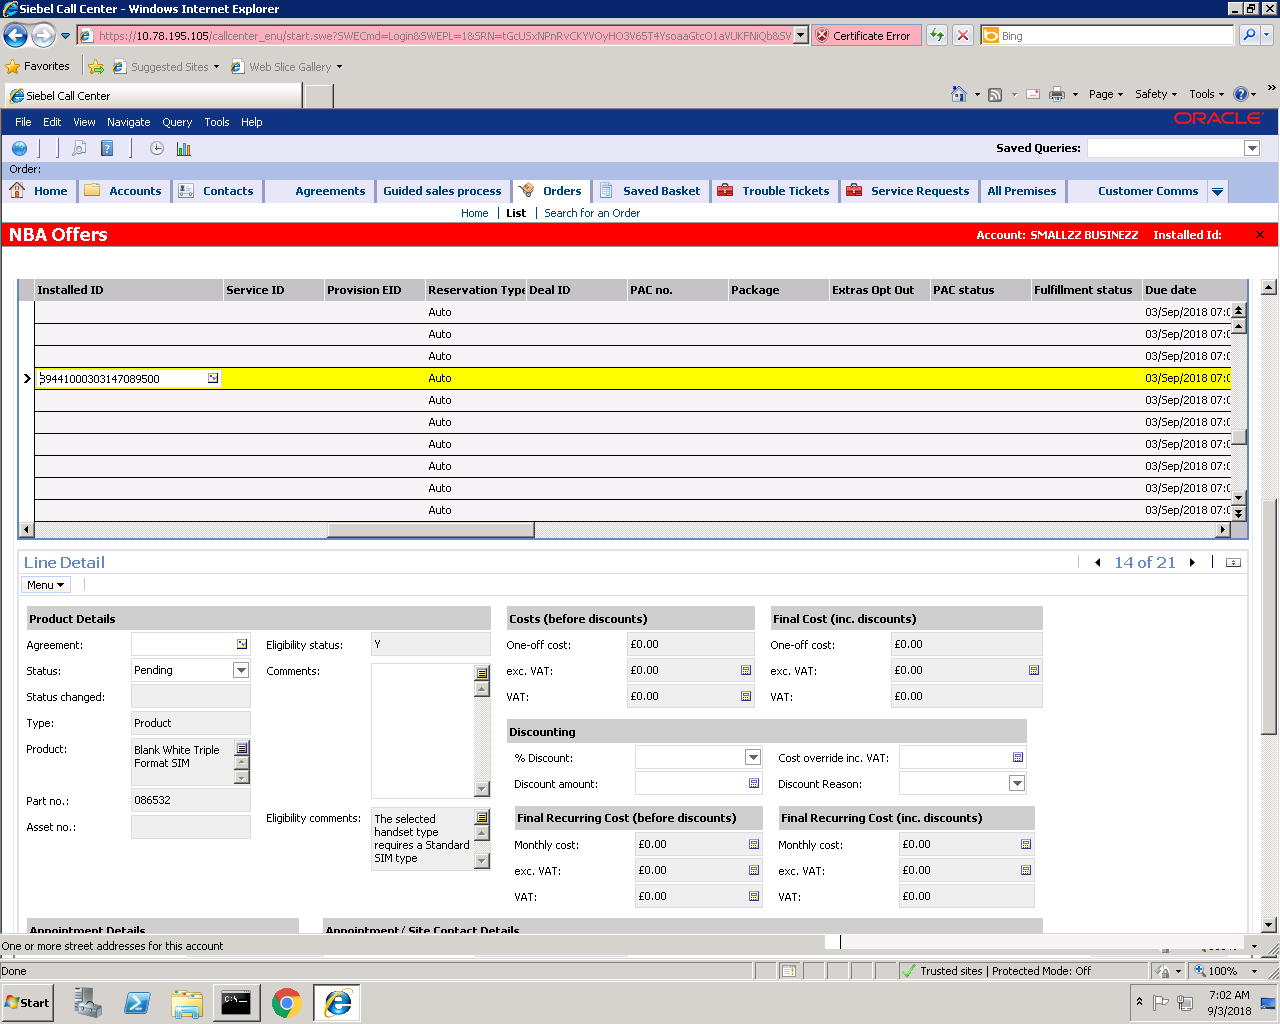 Siebel Call Center - Windows Internet Explorer
https://10.78.195.105/callcenter_enu/start.swe?SWECmd=Login&SWEPL=1&SRN=tGcUSxNPnRvCKYVOyHO3V65T4YsoaaGtcO1aVUKFNiQb&SW
Certificate Error
Bing
Favorites
Suggested Sites
Web Slice Gallery
Siebel Call Center
Page
Safety
Tools
File Edit View Navigate Query Tools Help
ORACLE
Saved Queries:
Order:
Home Accounts Contacts Agreements Guided sales process Orders Saved Basket Trouble Tickets Service Requests All Premises Customer Comms
Home | List | Search for an Order
NBA Offers Account: SMALLZZ BUSINEZZ Installed Id:
Installed ID Service ID Provision EID Reservation Type Deal ID PAC no. Package Extras Opt Out PAC status Fulfillment status Due date
Auto 03/Sep/2018 07:0
Auto 03/Sep/2018 07:0
Auto 03/Sep/2018 07:0
89441000303147089500 Auto 03/Sep/2018 07:0
Auto 03/Sep/2018 07:0
Auto 03/Sep/2018 07:0
Auto 03/Sep/2018 07:0
Auto 03/Sep/2018 07:0
Auto 03/Sep/2018 07:0
Auto 03/Sep/2018 07:0
Line Detail 14 of 21
Menu
Product Details
Agreement:
Status: Pending
Status changed:
Type: Product
Product: Blank White Triple
Format SIM
Part no.: 086532
Asset no.:
Eligibility status: Y
Comments:
Eligibility comments: The selected
handset type
requires a Standard
SIM type
Costs (before discounts)
One-off cost: £0.00
exc. VAT: £0.00
VAT: £0.00
Final Cost (inc. discounts)
One-off cost: £0.00
exc. VAT: £0.00
VAT: £0.00
Discounting
% Discount:
Cost override inc. VAT:
Discount amount:
Discount Reason:
Final Recurring Cost (before discounts)
Monthly cost: £0.00
exc. VAT: £0.00
VAT: £0.00
Final Recurring Cost (inc. discounts)
Monthly cost: £0.00
exc. VAT: £0.00
VAT: £0.00
Appointment Details
Appointment/ Site Contact Details
One or more street addresses for this account
Done
Trusted sites | Protected Mode: Off
100%
Start
C:\
7:02 AM
9/3/2018